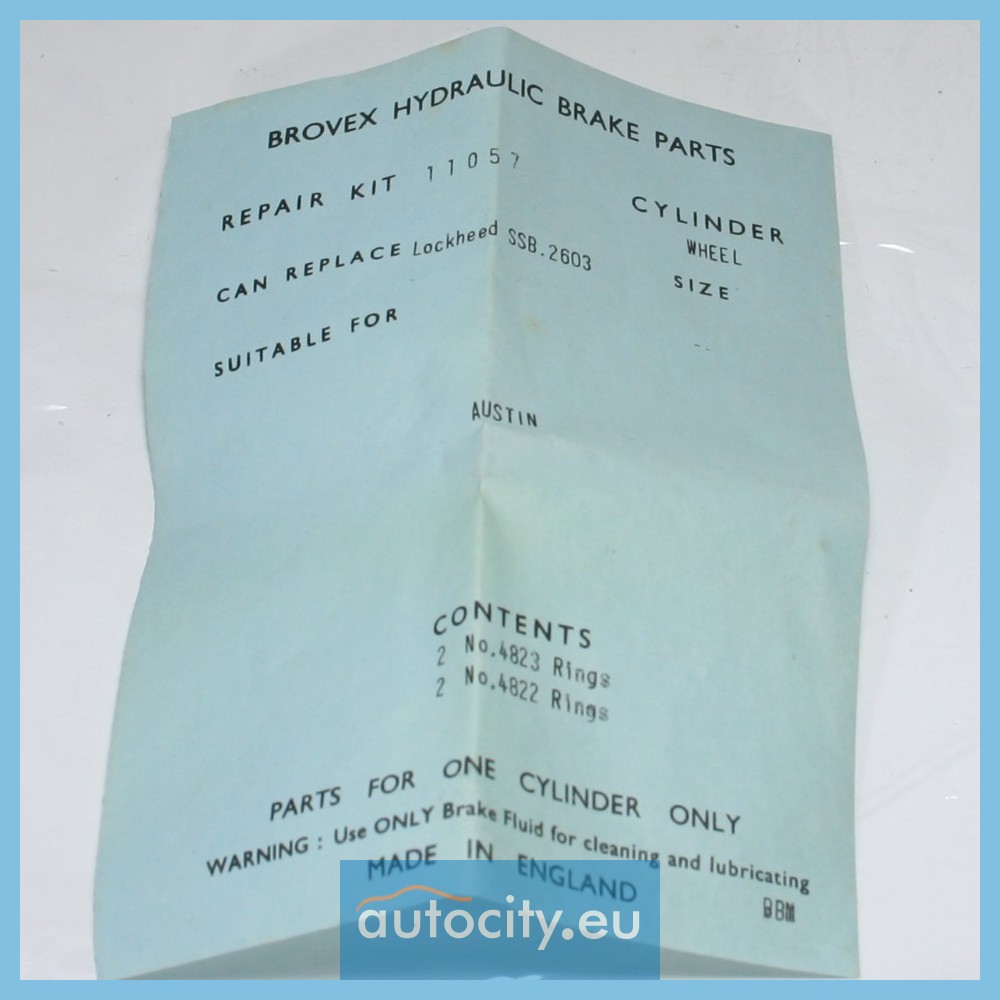 BROVEX HYDRAULIC BRAKE PARTS
REPAIR KIT 11057
CYLINDER
WHEEL
CAN REPLACE Lockheed SSB.2603
SIZE
--
SUITABLE FOR
AUSTIN
CONTENTS
2 No.4823 Rings
2 No.4822 Rings
PARTS FOR ONE CYLINDER ONLY
WARNING : Use ONLY Brake Fluid for cleaning and lubricating
MADE IN ENGLAND
BBM
autocity.eu